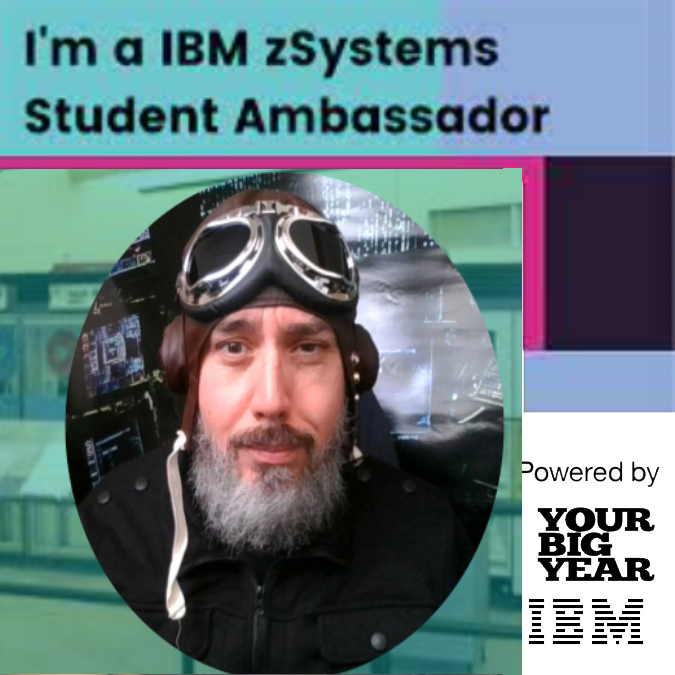 I'm a IBM zSystems
Student Ambassador
Powered by
YOUR
BIG
YEAR
IBM